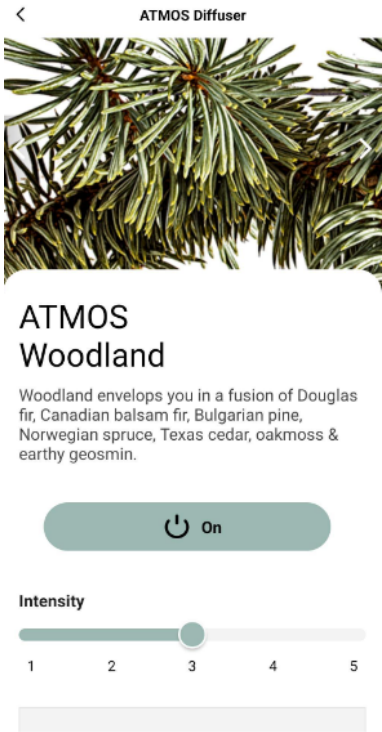 ATMOS Diffuser
ATMOS
Woodland
Woodland envelops you in a fusion of Douglas
fir, Canadian balsam fir, Bulgarian pine,
Norwegian spruce, Texas cedar, oakmoss &
earthy geosmin.
On
Intensity
1 2 3 4 5